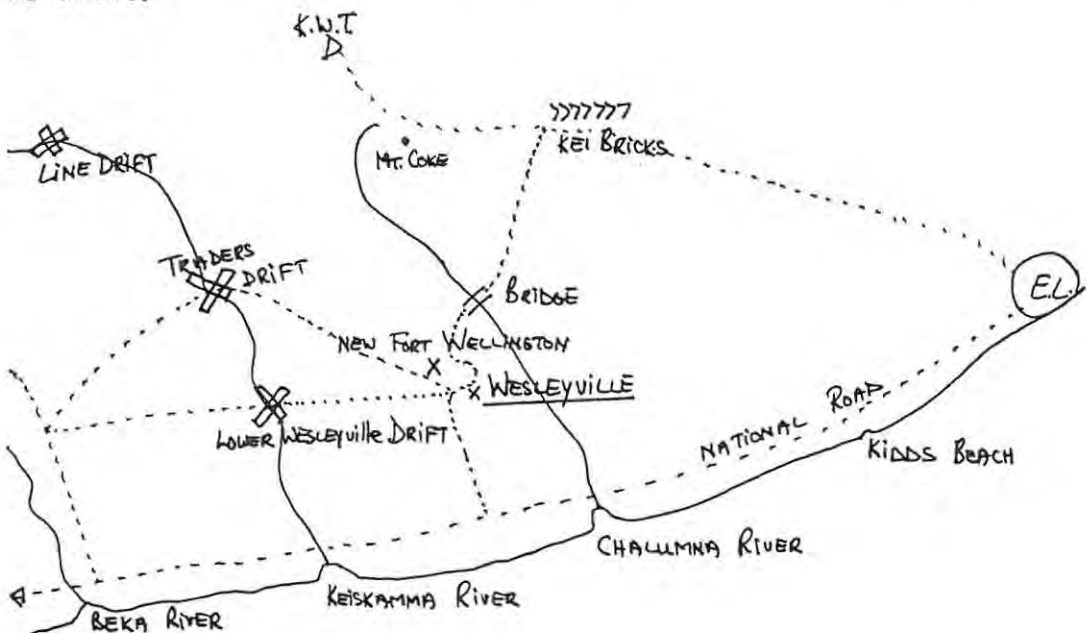 K.W.T.
D
KEI BRICKS
MT. COKE
LINE DRIFT
TRADERS
DRIFT
E.L.
BRIDGE
NEW FORT WELLINGTON
X
X WESLEYVILLE
LOWER WESLEYVILLE DRIFT
NATIONAL ROAD
KIDDS BEACH
CHALUMNA RIVER
KEISKAMMA RIVER
BEKA RIVER